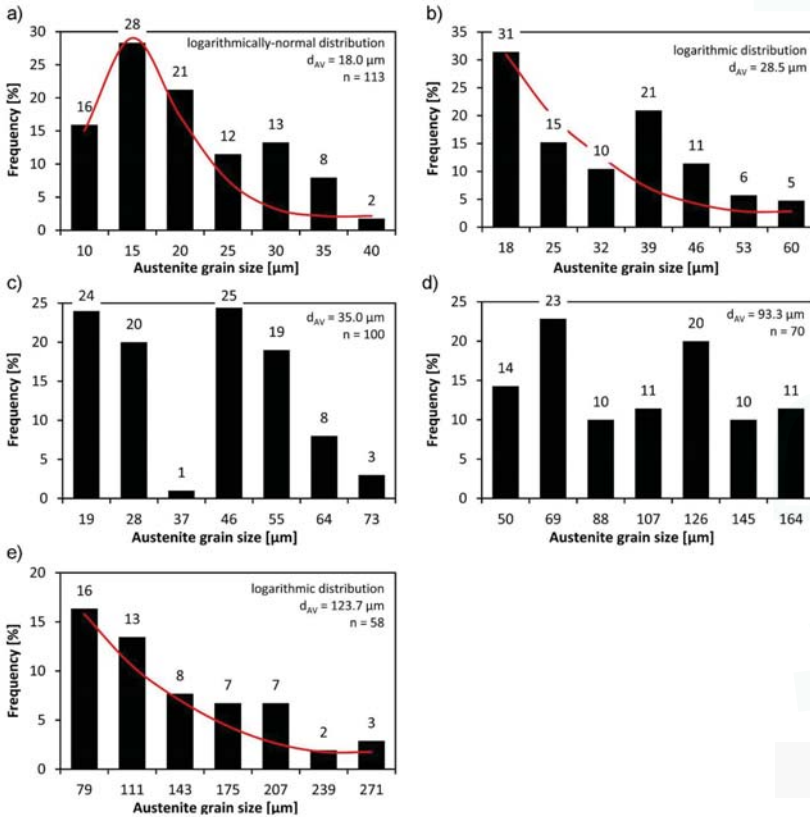 a)
30
25
20
15
10
5
0
Frequency [%]
logarithmically-normal distribution
dAV = 18.0 µm
n = 113
16
28
21
12
13
8
2
10 15 20 25 30 35 40
Austenite grain size [µm]
b)
35
30
25
20
15
10
5
0
Frequency [%]
logarithmic distribution
dAV = 28.5 µm
31
15
10
21
11
6
5
18 25 32 39 46 53 60
Austenite grain size [µm]
c)
25
20
15
10
5
0
Frequency [%]
dAV = 35.0 µm
n = 100
24
20
1
25
19
8
3
19 28 37 46 55 64 73
Austenite grain size [µm]
d)
25
20
15
10
5
0
Frequency [%]
dAV = 93.3 µm
n = 70
14
23
10
11
20
10
11
50 69 88 107 126 145 164
Austenite grain size [µm]
e)
20
15
10
5
0
Frequency [%]
logarithmic distribution
dAV = 123.7 µm
n = 58
16
13
8
7
7
2
3
79 111 143 175 207 239 271
Austenite grain size [µm]